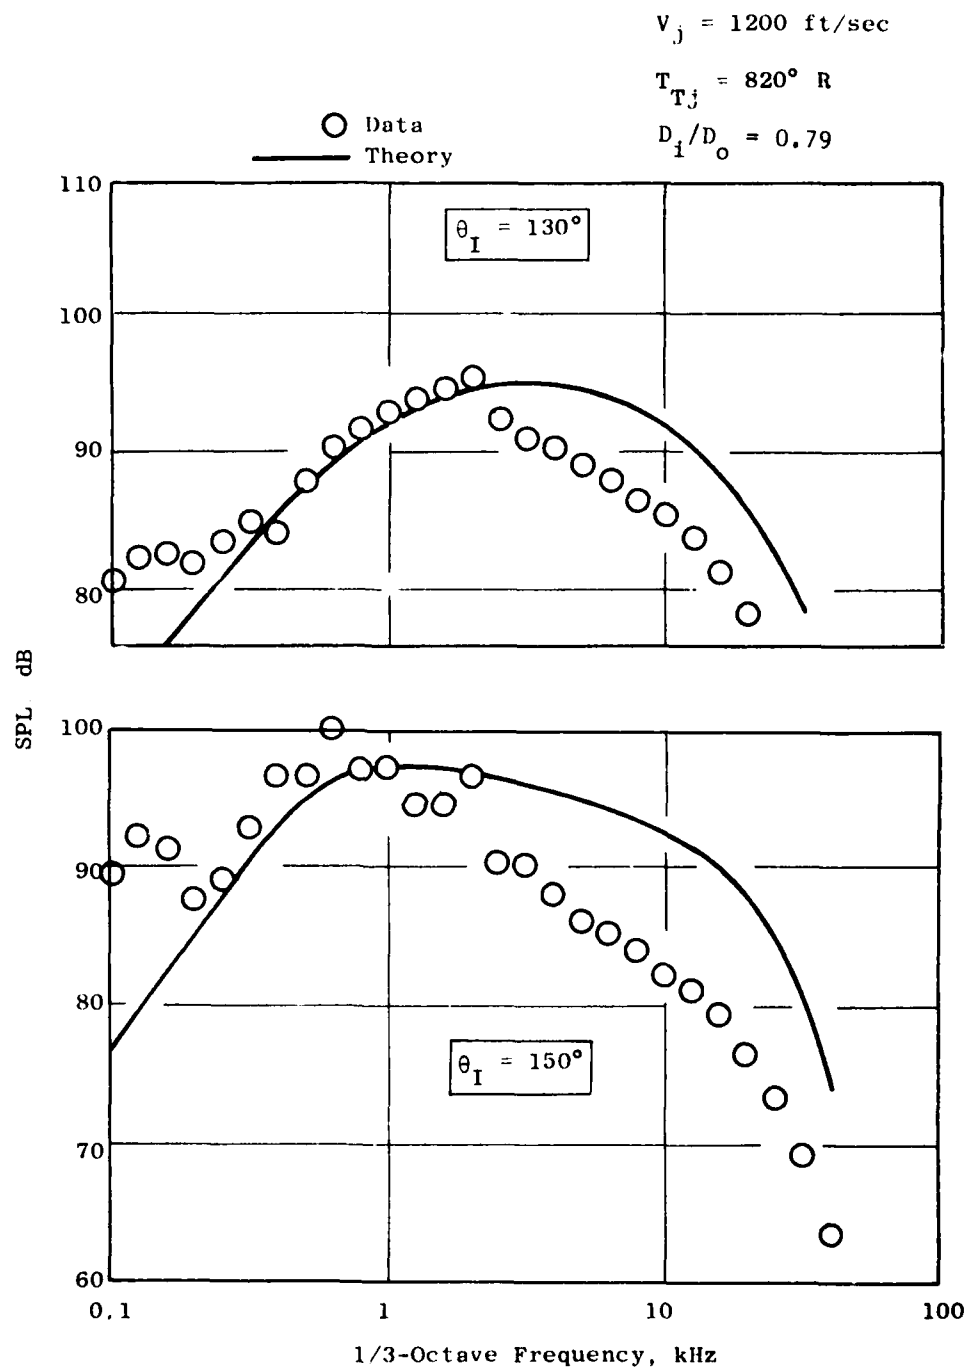 V_j = 1200 ft/sec
T_Tj = 820° R
D_i/D_o = 0.79
Data
Theory
110
θ_I = 130°
100
90
80
SPL dB
100
90
80
θ_I = 150°
70
60
0.1 1 10 100
1/3-Octave Frequency, kHz